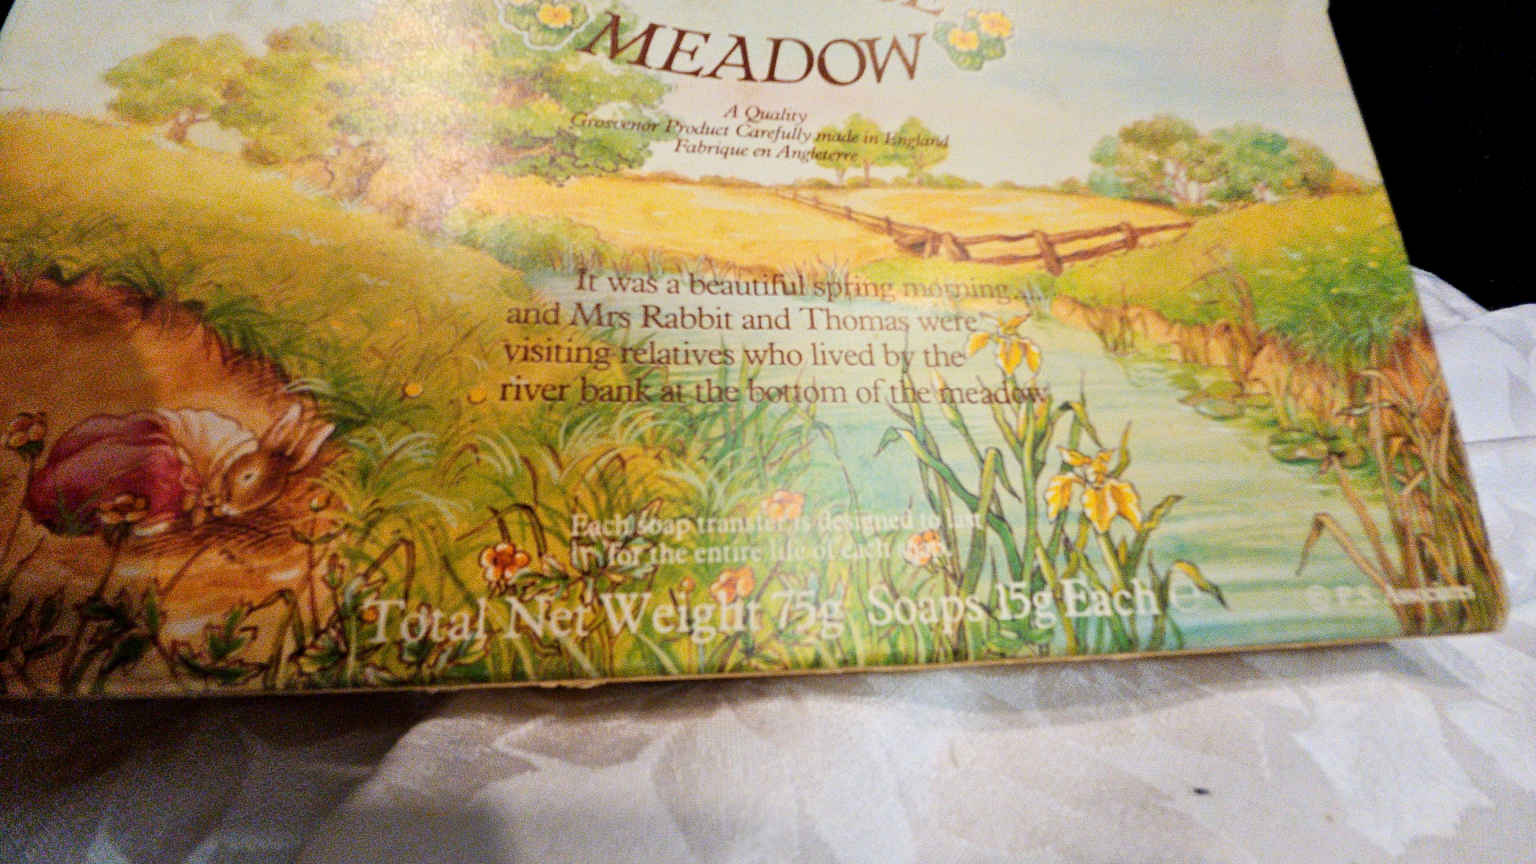 MEADOW
A Quality
Grosvenor Product Carefully made in England
Fabrique en Angleterre
It was a beautiful spring morning...
and Mrs Rabbit and Thomas were
visiting relatives who lived by the
river bank at the bottom of the meadow.
Each soap transfer is designed to last
for the entire life of each
Total Net Weight 75g Soaps 15g Each e
© P.S. Associates